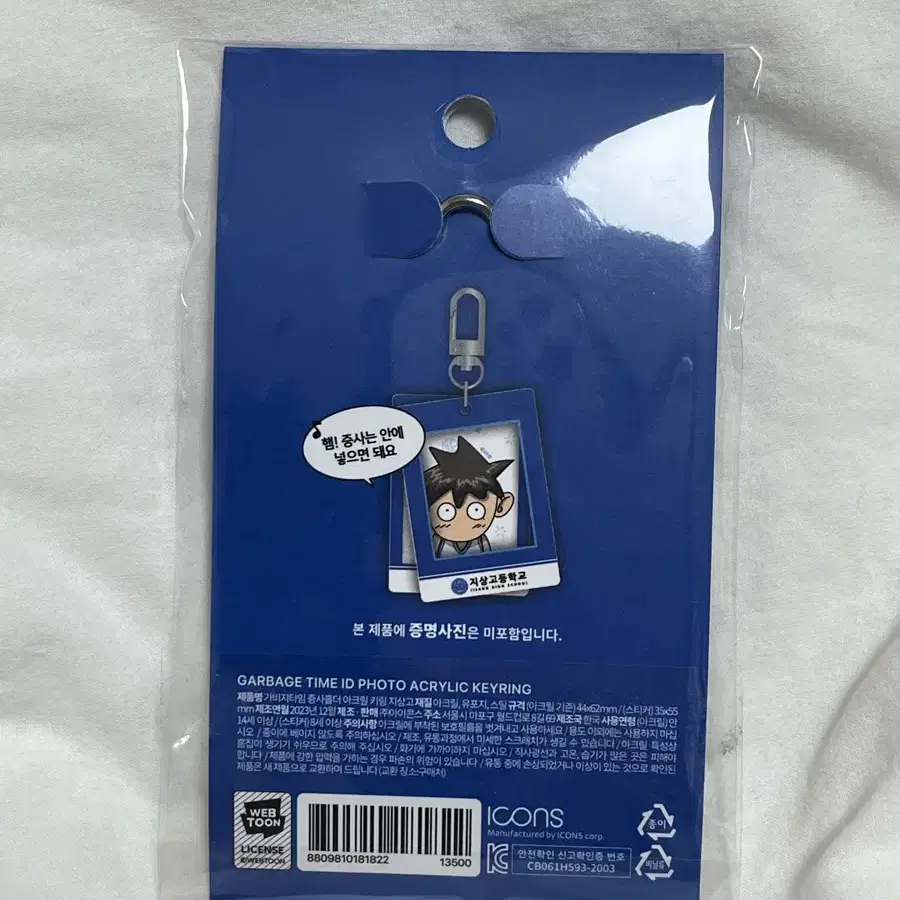 햄! 증사는 안에
넣으면 돼요
지상고등학교
JISANG HIGH SCHOOL
본 제품에 증명사진은 미포함입니다.
GARBAGE TIME ID PHOTO ACRYLIC KEYRING
제품명 가비지타임 증사홀더 아크릴 키링 지상고 재질 아크릴, 유포지, 스틸 규격 (아크릴 기준) 44x62mm / (스티커) 35x55
mm 제조연월 2023년 12월 제조 · 판매 ㈜아이콘스 주소 서울시 마포구 월드컵로 8길 69 제조국 한국 사용연령 (아크릴) 만
14세 이상 / (스티커) 8세 이상 주의사항 아크릴에 부착된 보호필름을 벗겨내고 사용하세요 / 용도 이외에는 사용하지 마십
시오 / 종이에 베이지 않도록 주의하십시오 / 제조, 유통과정에서 미세한 스크래치가 생길 수 있습니다 / 아크릴 특성상
흠집이 생기기 쉬우므로 주의해 주십시오 / 화기에 가까이하지 마십시오 / 직사광선과 고온, 습기가 많은 곳은 피해야
합니다 / 제품에 강한 압력을 가하는 경우 파손의 위험이 있습니다 / 유통 중에 손상되었거나 이상이 있는 것으로 확인된
제품은 새 제품으로 교환하여 드립니다 (교환 장소:구매처)
WEB
TOON
LICENSE
©WEBTOON
8809810181822
13500
ICONS
Manufactured by ICONS corp.
안전확인 신고확인증 번호
CB061H593-2003
종이
비닐류